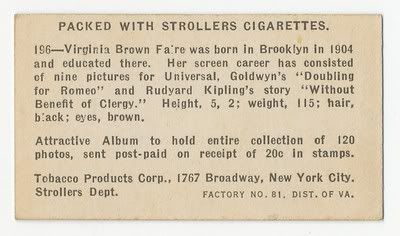 PACKED WITH STROLLERS CIGARETTES.
196—Virginia Brown Fa're was born in Brooklyn in 1904
and educated there. Her screen career has consisted
of nine pictures for Universal, Goldwyn's "Doubling
for Romeo" and Rudyard Kipling's story "Without
Benefit of Clergy." Height, 5, 2; weight, 115; hair,
black; eyes, brown.
Attractive Album to hold entire collection of 120
photos, sent post-paid on receipt of 20c in stamps.
Tobacco Products Corp., 1767 Broadway, New York City.
Strollers Dept. FACTORY NO. 81, DIST. OF VA.